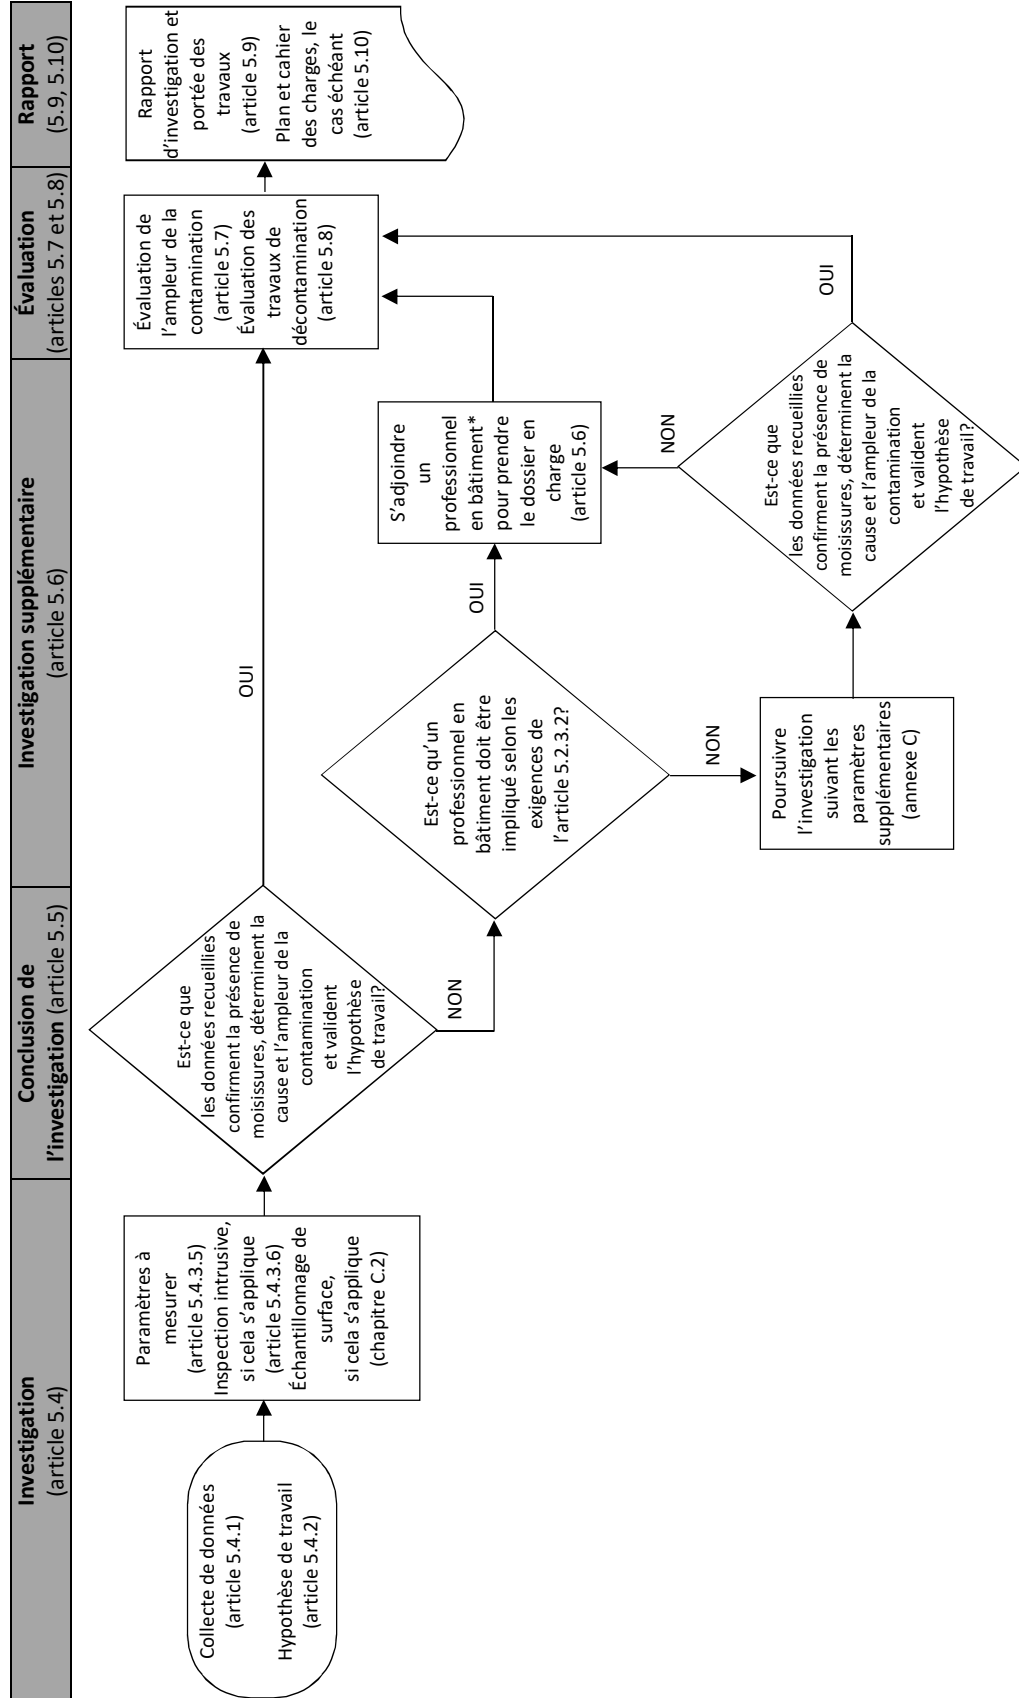 Investigation
(article 5.4)
Conclusion de
l'investigation (article 5.5)
Investigation supplémentaire
(article 5.6)
Évaluation
(articles 5.7 et 5.8)
Rapport
(5.9, 5.10)
Collecte de données
(article 5.4.1)
Hypothèse de travail
(article 5.4.2)
Paramètres à
mesurer
(article 5.4.3.5)
Inspection intrusive,
si cela s'applique
(article 5.4.3.6)
Échantillonnage de
surface,
si cela s'applique
(chapitre C.2)
Est-ce que
les données recueillies
confirment la présence de
moisissures, déterminent la
cause et l'ampleur de la
contamination
et valident
l'hypothèse
de travail?
OUI
NON
Est-ce qu'un
professionnel en
bâtiment doit être
impliqué selon les
exigences de
l'article 5.2.3.2?
OUI
NON
S'adjoindre
un
professionnel
en bâtiment*
pour prendre
le dossier en
charge
(article 5.6)
Poursuivre
l'investigation
suivant les
paramètres
supplémentaires
(annexe C)
Est-ce que
les données recueillies
confirment la présence de
moisissures, déterminent la
cause et l'ampleur de la
contamination
et valident
l'hypothèse
de travail?
NON
OUI
Évaluation de
l'ampleur de la
contamination
(article 5.7)
Évaluation des
travaux de
décontamination
(article 5.8)
Rapport
d'investigation et
portée des
travaux
(article 5.9)
Plan et cahier
des charges, le
cas échéant
(article 5.10)